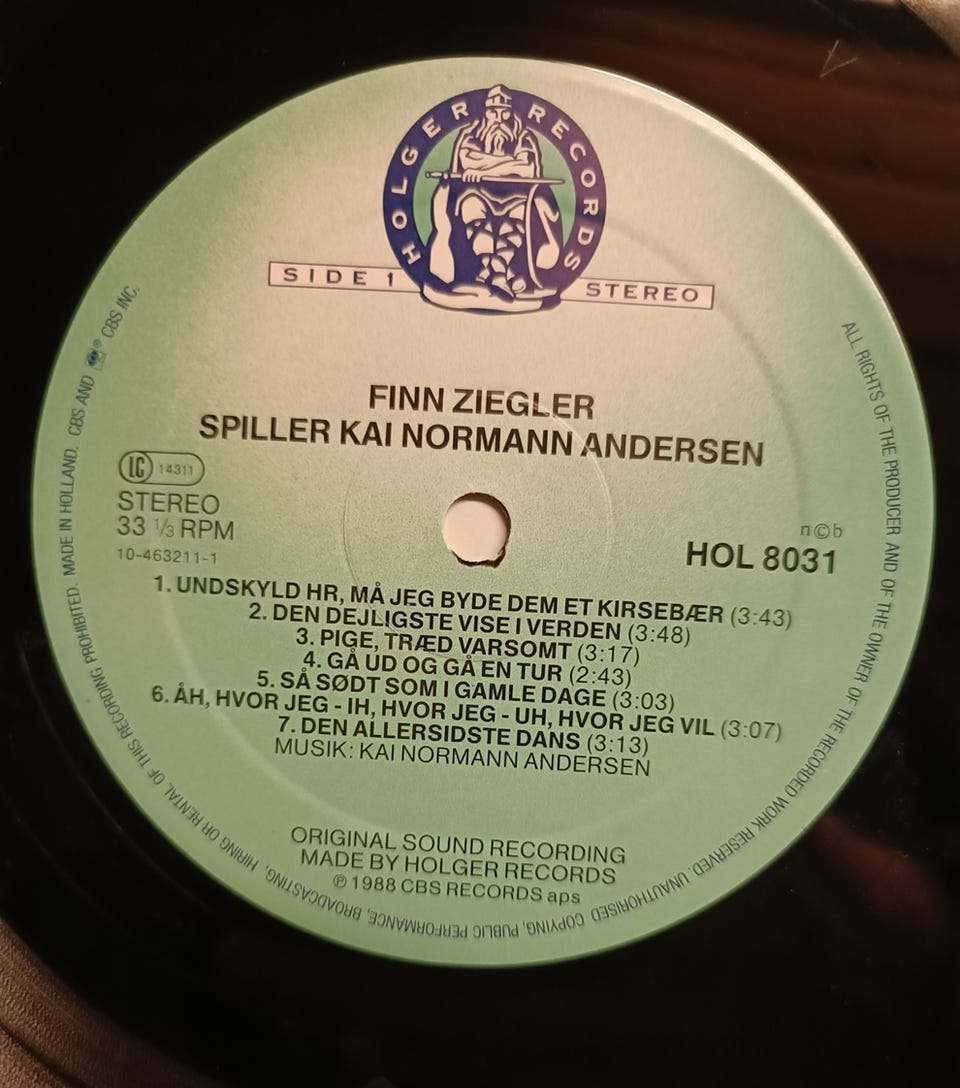 HOLGER RECORDS
SIDE 1
STEREO
FINN ZIEGLER
SPILLER KAI NORMANN ANDERSEN
LC 14311
STEREO
33 1/3 RPM
10-463211-1
n©b
HOL 8031
1. UNDSKYLD HR, MÅ JEG BYDE DEM ET KIRSEBÆR (3:43)
2. DEN DEJLIGSTE VISE I VERDEN (3:48)
3. PIGE, TRÆD VARSOMT (3:17)
4. GÅ UD OG GÅ EN TUR (2:43)
5. SÅ SØDT SOM I GAMLE DAGE (3:03)
6. ÅH, HVOR JEG - IH, HVOR JEG - UH, HVOR JEG VIL (3:07)
7. DEN ALLERSIDSTE DANS (3:13)
MUSIK: KAI NORMANN ANDERSEN
ORIGINAL SOUND RECORDING
MADE BY HOLGER RECORDS
℗ 1988 CBS RECORDS aps
ALL RIGHTS OF THE PRODUCER AND OF THE OWNER OF THE RECORDED WORK RESERVED. UNAUTHORISED COPYING, PUBLIC PERFORMANCE, BROADCASTING, HIRING OR RENTAL OF THIS RECORDING PROHIBITED. MADE IN HOLLAND. CBS AND ® CBS INC.